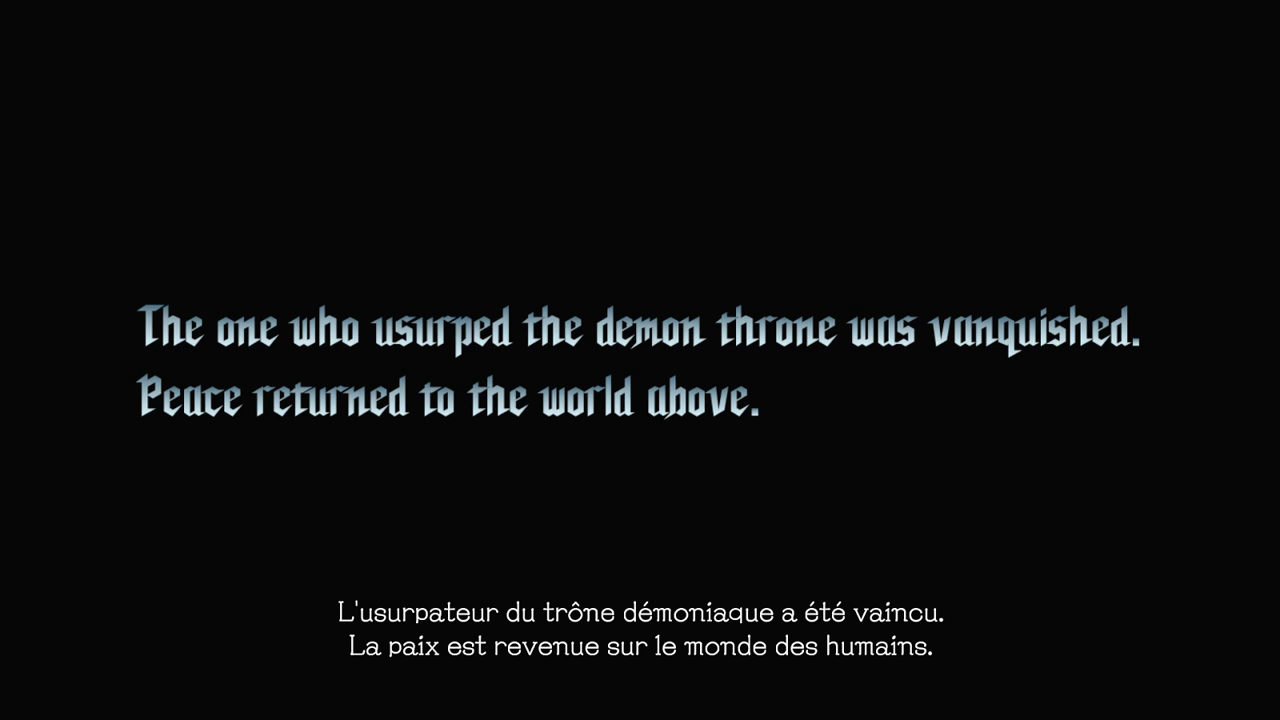 The one who usurped the demon throne was vanquished.
Peace returned to the world above.
L'usurpateur du trône démoniaque a été vaincu.
La paix est revenue sur le monde des humains.